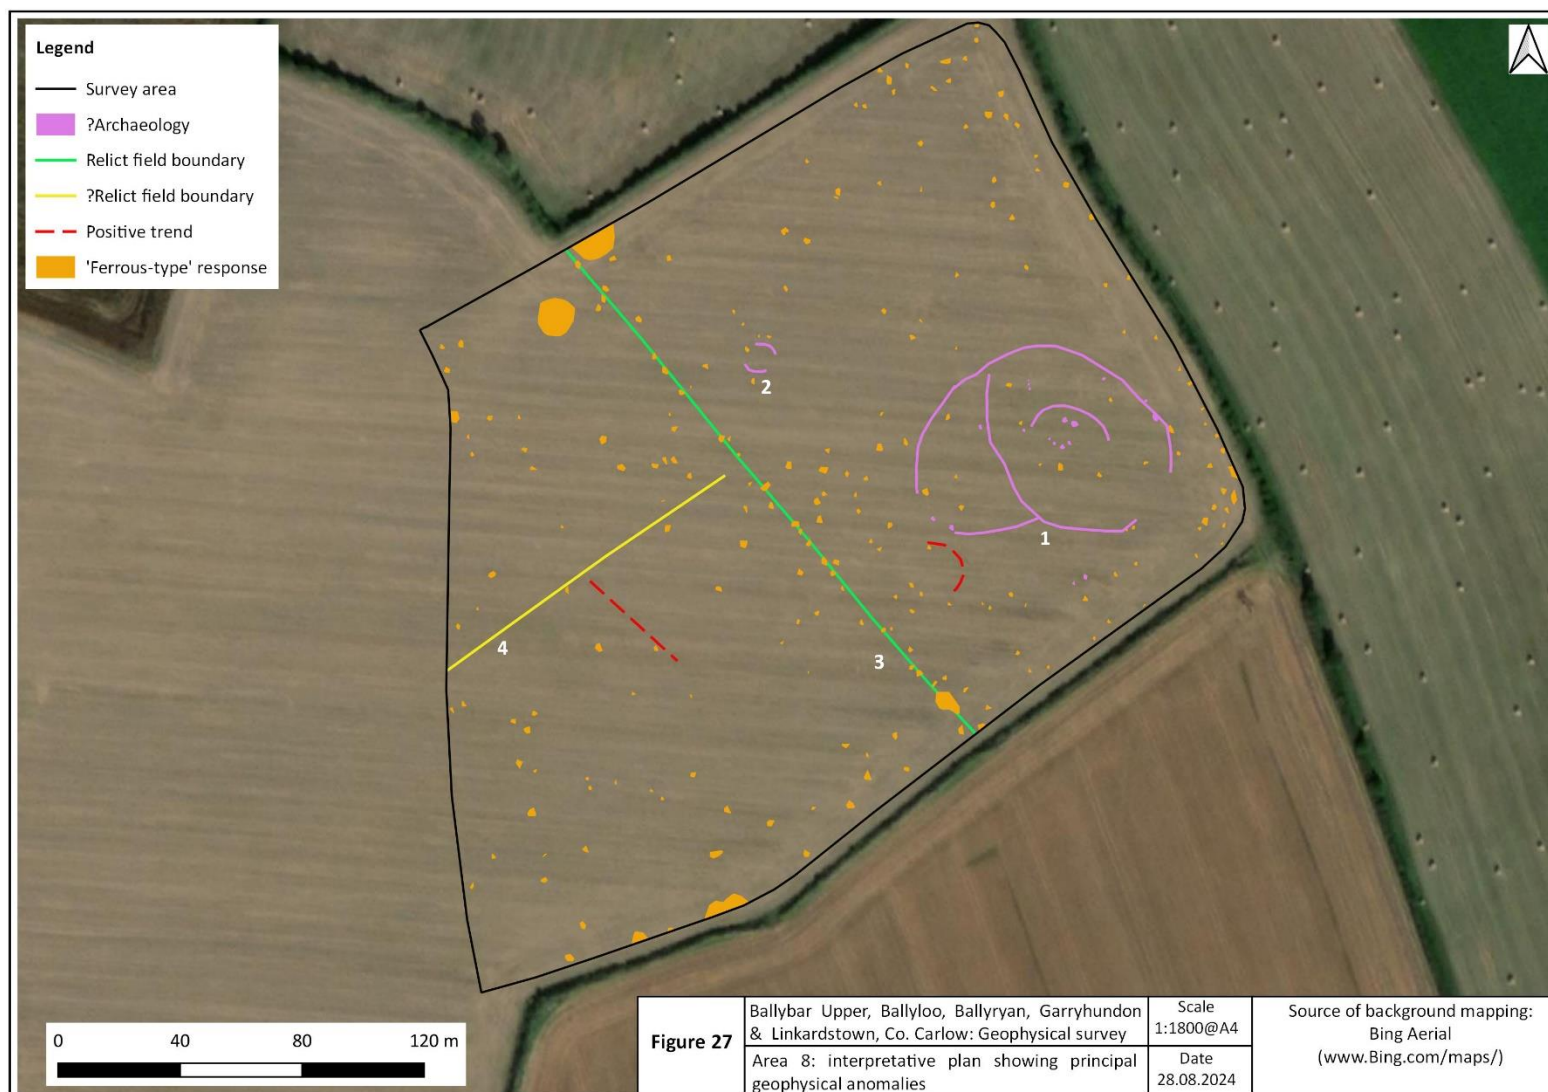 Legend
Survey area
?Archaeology
Relict field boundary
?Relict field boundary
Positive trend
'Ferrous-type' response
2
1
4
3
0 40 80 120 m
Figure 27
Ballybar Upper, Ballyloo, Ballyryan, Garryhundon
& Linkardstown, Co. Carlow: Geophysical survey
Area 8: interpretative plan showing principal
geophysical anomalies
Scale
1:1800@A4
Date
28.08.2024
Source of background mapping:
Bing Aerial
(www.Bing.com/maps/)